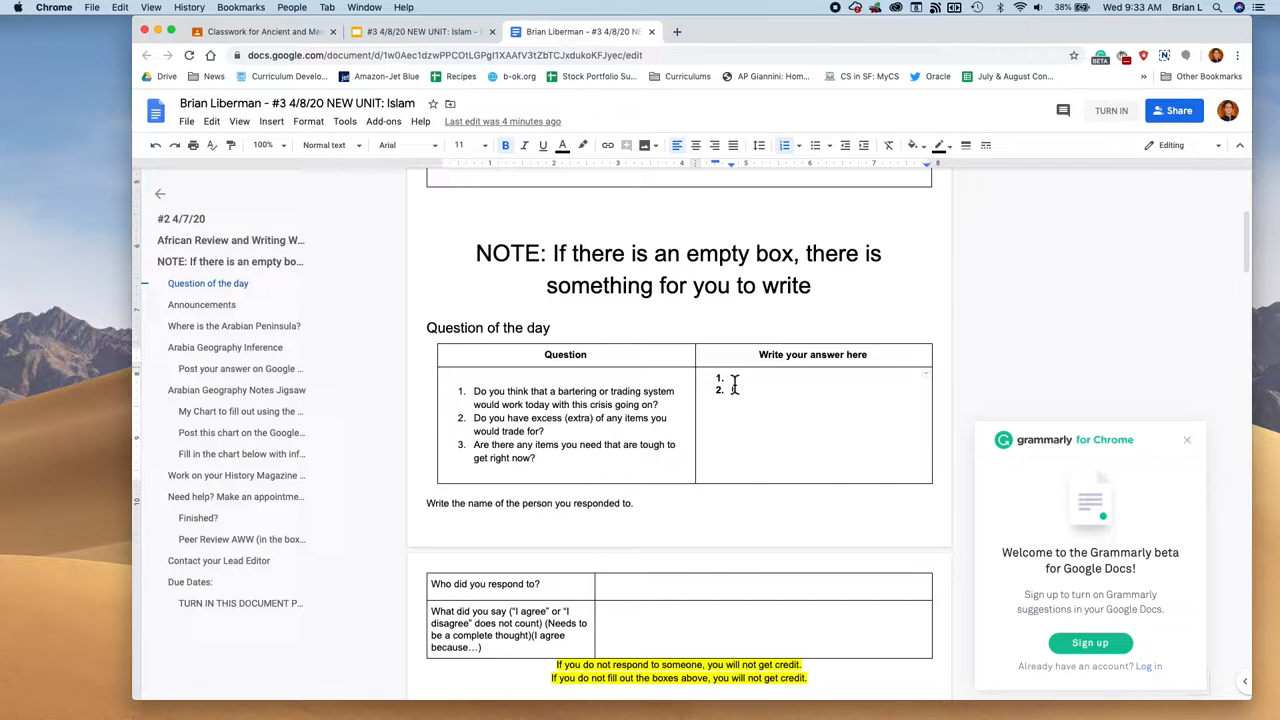 Chrome File Edit View History Bookmarks People Tab Window Help 38% Wed 9:33 AM Brian L
Classwork for Ancient and Me × #3 4/8/20 NEW UNIT: Islam - × Brian Liberman - #3 4/8/20 NE × +
docs.google.com/document/d/1w0Aec1dzwPPCOtLGPgI1XAAfV3tZbTCJxdukoKFJyec/edit
BETA
Drive News Curriculum Develo... Amazon-Jet Blue Recipes b-ok.org Stock Portfolio Su... Curriculums AP Giannini: Hom... CS in SF: MyCS Oracle July & August Con... » Other Bookmarks
Brian Liberman - #3 4/8/20 NEW UNIT: Islam
TURN IN Share
File Edit View Insert Format Tools Add-ons Help Last edit was 4 minutes ago
100% Normal text Arial 11 B I U A Editing
1 2 3 4 5 6 7 8
#2 4/7/20
African Review and Writing W...
NOTE: If there is an empty bo...
Question of the day
Announcements
Where is the Arabian Peninsula?
Arabia Geography Inference
Post your answer on Google ...
Arabian Geography Notes Jigsaw
My Chart to fill out using the ...
Post this chart on the Google...
Fill in the chart below with inf...
Work on your History Magazine ...
Need help? Make an appointme...
Finished?
Peer Review AWW (in the box...
Contact your Lead Editor
Due Dates:
TURN IN THIS DOCUMENT P...
NOTE: If there is an empty box, there is
something for you to write
Question of the day
Question Write your answer here
1. Do you think that a bartering or trading system
would work today with this crisis going on?
2. Do you have excess (extra) of any items you
would trade for?
3. Are there any items you need that are tough to
get right now?
1.
2.
Write the name of the person you responded to.
Who did you respond to?
What did you say ("I agree" or "I
disagree" does not count) (Needs to
be a complete thought)(I agree
because…)
If you do not respond to someone, you will not get credit.
If you do not fill out the boxes above, you will not get credit.
grammarly for Chrome
Welcome to the Grammarly beta
for Google Docs!
Sign up to turn on Grammarly
suggestions in your Google Docs.
Sign up
Already have an account? Log in